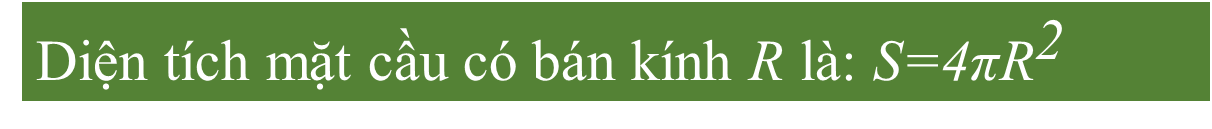 Diện tích mặt cầu có bán kính R là: S=4πR²